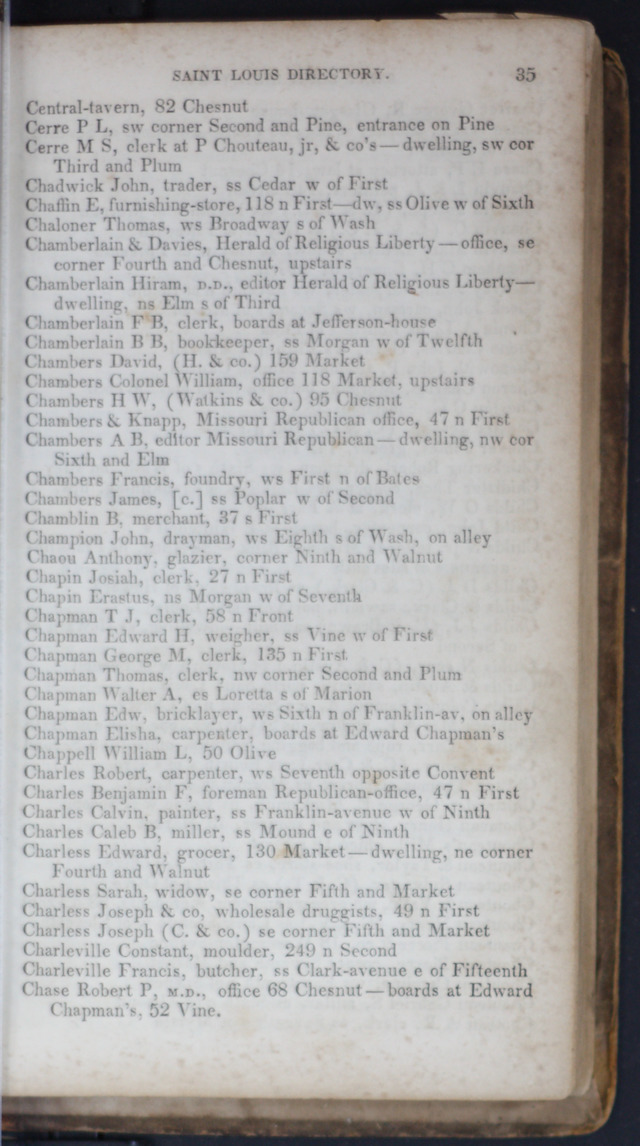 SAINT LOUIS DIRECTORY. 35
Central-tavern, 82 Chesnut
Cerre P L, sw corner Second and Pine, entrance on Pine
Cerre M S, clerk at P Chouteau, jr, & co's—dwelling, sw cor
Third and Plum
Chadwick John, trader, ss Cedar w of First
Chaffin E, furnishing-store, 118 n First—dw, ss Olive w of Sixth
Chaloner Thomas, ws Broadway s of Wash
Chamberlain & Davies, Herald of Religious Liberty—office, se
corner Fourth and Chesnut, upstairs
Chamberlain Hiram, D.D., editor Herald of Religious Liberty—
dwelling, ns Elm s of Third
Chamberlain F B, clerk, boards at Jefferson-house
Chamberlain B B, bookkeeper, ss Morgan w of Twelfth
Chambers David, (H. & co.) 159 Market
Chambers Colonel William, office 118 Market, upstairs
Chambers H W, (Watkins & co.) 95 Chesnut
Chambers & Knapp, Missouri Republican office, 47 n First
Chambers A B, editor Missouri Republican—dwelling, nw cor
Sixth and Elm
Chambers Francis, foundry, ws First n of Bates
Chambers James, [c.] ss Poplar w of Second
Chamblin B, merchant, 37 s First
Champion John, drayman, ws Eighth s of Wash, on alley
Chaou Anthony, glazier, corner Ninth and Walnut
Chapin Josiah, clerk, 27 n First
Chapin Erastus, ns Morgan w of Seventh
Chapman T J, clerk, 58 n Front
Chapman Edward H, weigher, ss Vine w of First
Chapman George M, clerk, 135 n First
Chapman Thomas, clerk, nw corner Second and Plum
Chapman Walter A, es Loretta s of Marion
Chapman Edw, bricklayer, ws Sixth n of Franklin-av, on alley
Chapman Elisha, carpenter, boards at Edward Chapman's
Chappell William L, 50 Olive
Charles Robert, carpenter, ws Seventh opposite Convent
Charles Benjamin F, foreman Republican-office, 47 n First
Charles Calvin, painter, ss Franklin-avenue w of Ninth
Charles Caleb B, miller, ss Mound e of Ninth
Charless Edward, grocer, 130 Market—dwelling, ne corner
Fourth and Walnut
Charless Sarah, widow, se corner Fifth and Market
Charless Joseph & co, wholesale druggists, 49 n First
Charless Joseph (C. & co.) se corner Fifth and Market
Charleville Constant, moulder, 249 n Second
Charleville Francis, butcher, ss Clark-avenue e of Fifteenth
Chase Robert P, M.D., office 68 Chesnut—boards at Edward
Chapman's, 52 Vine.